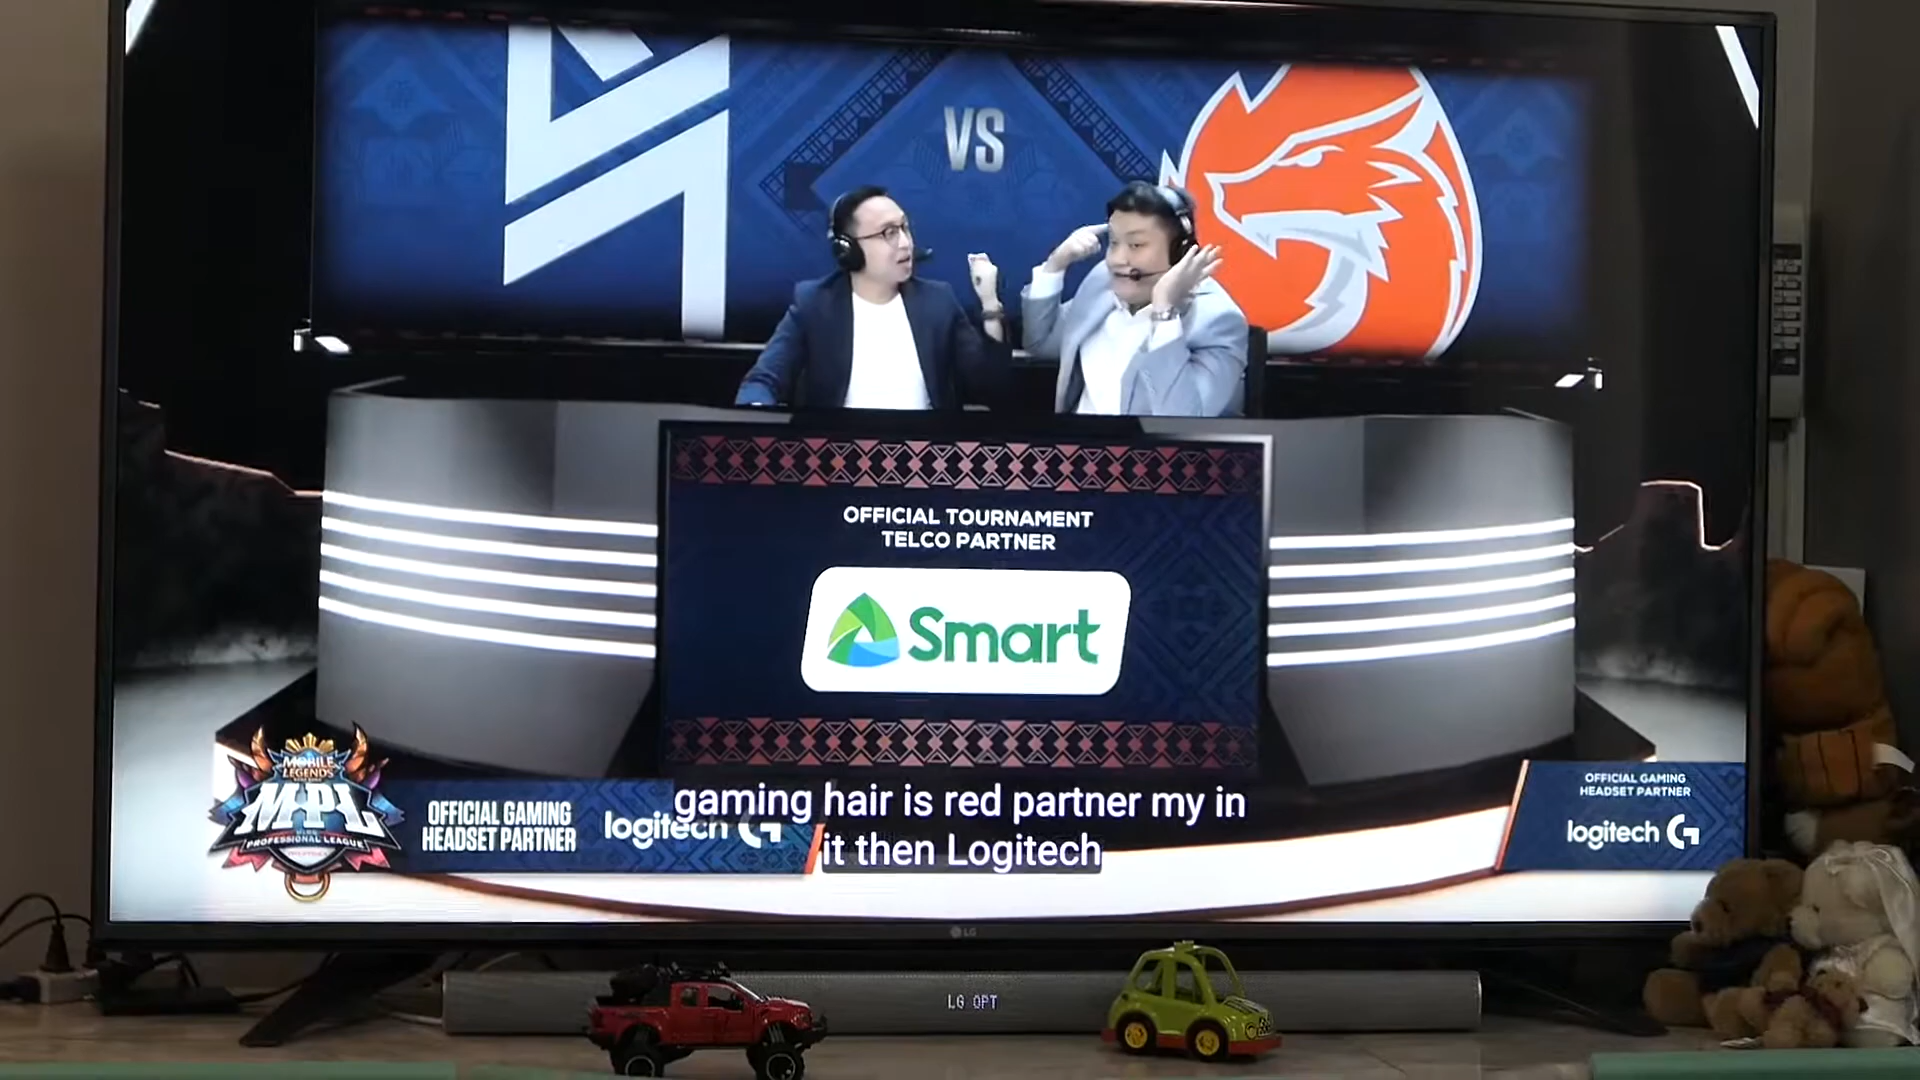 VS
OFFICIAL TOURNAMENT
TELCO PARTNER
Smart
MOBILE
LEGENDS
MPL
PROFESSIONAL LEAGUE
OFFICIAL GAMING
HEADSET PARTNER
logitech G
gaming hair is red partner my in
it then Logitech
OFFICIAL GAMING
HEADSET PARTNER
logitech G
LG
LG OPT